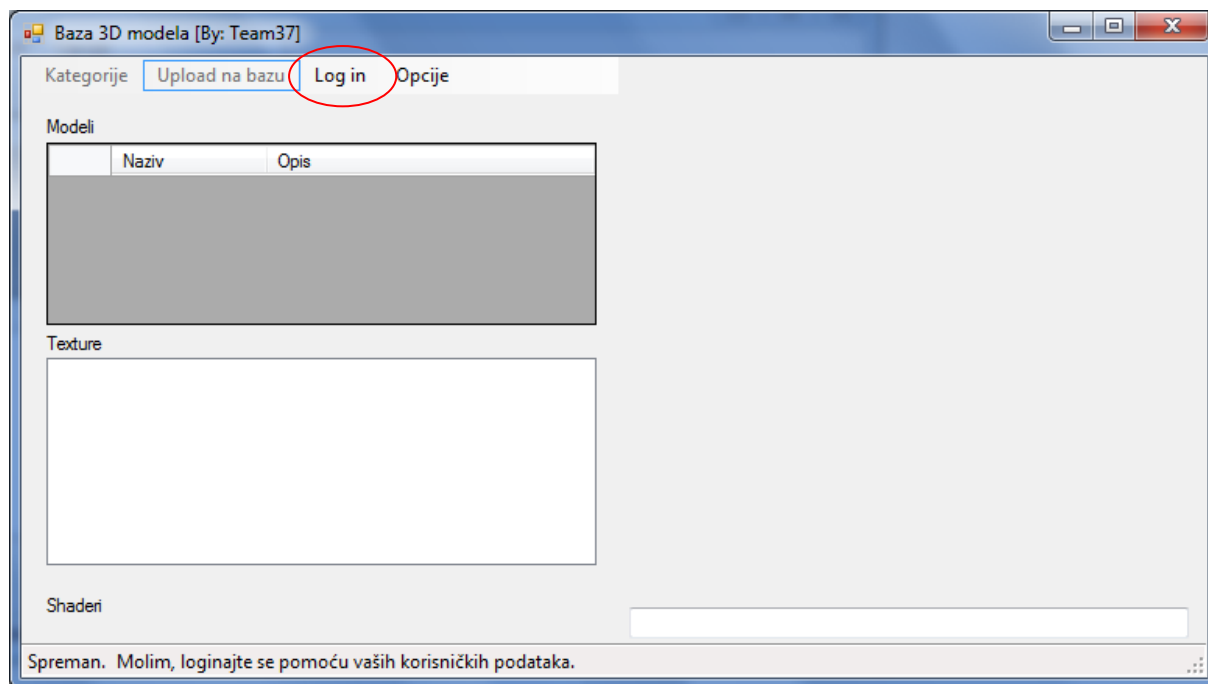 Baza 3D modela [By: Team37]
Kategorije Upload na bazu Log in Opcije
Modeli
Naziv Opis
Texture
Shaderi
Spreman. Molim, loginajte se pomoću vaših korisničkih podataka.